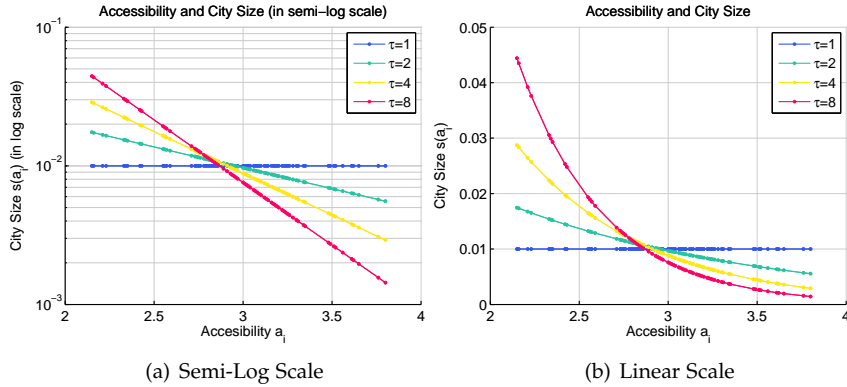 Accessibility and City Size (in semi-log scale)
10^-1
10^-2
10^-3
City Size s(a_i) (in log scale)
τ=1
τ=2
τ=4
τ=8
2 2.5 3 3.5 4
Accesibility a_i
(a) Semi-Log Scale
Accessibility and City Size
0.05
0.04
0.03
0.02
0.01
0
City Size s(a_i)
τ=1
τ=2
τ=4
τ=8
2 2.5 3 3.5 4
Accesibility a_i
(b) Linear Scale